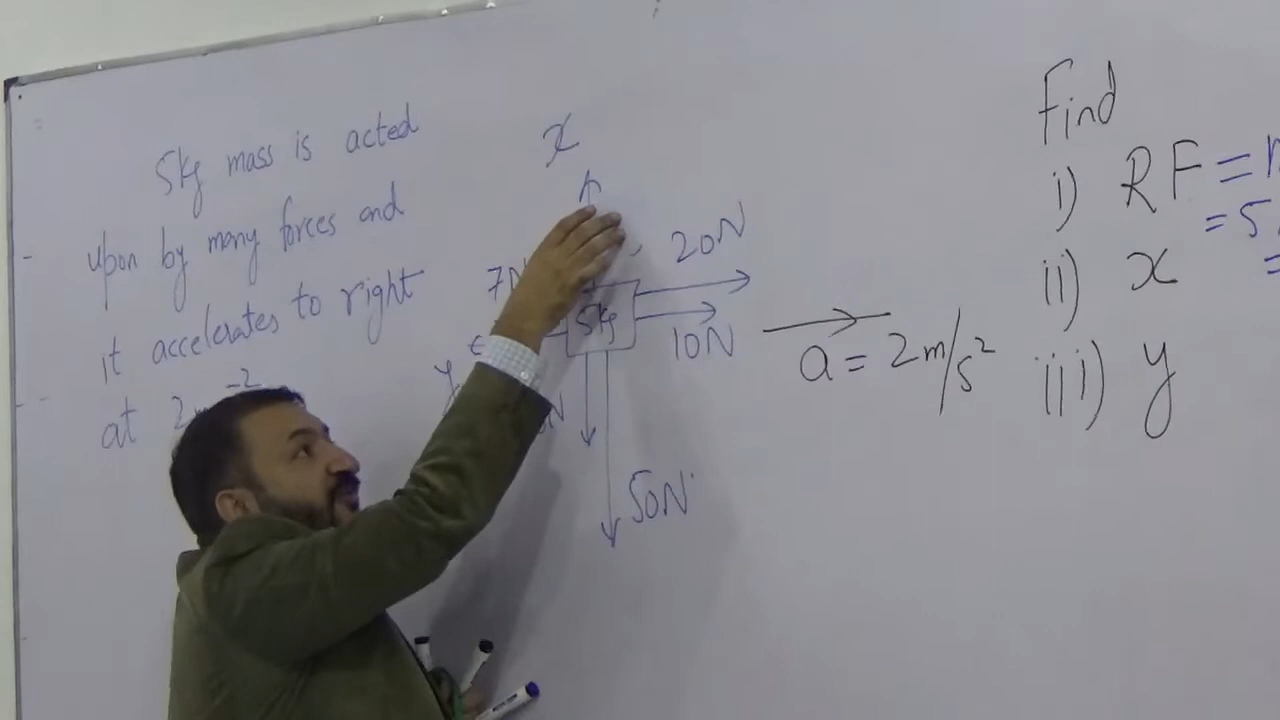 5kg mass is acted
upon by many forces and
it accelerates to right
at 2m -2
x
20N
7N
5kg
10N
y
N
50N
a = 2m/s²
Find
i) RF =
= 5
=
ii) x
iii) y